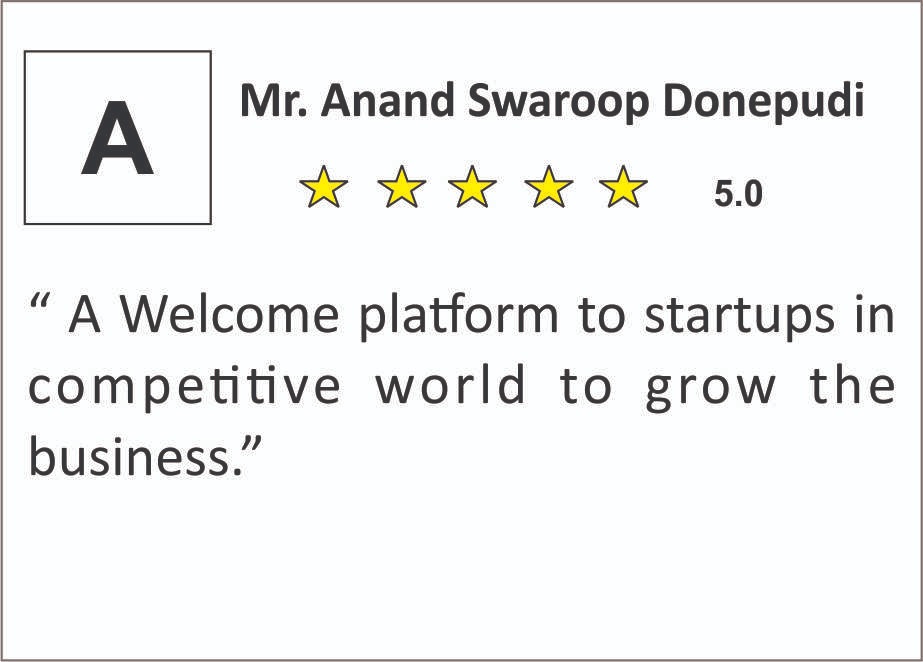 A
Mr. Anand Swaroop Donepudi
5.0
“ A Welcome platform to startups in
competitive world to grow the
business.”